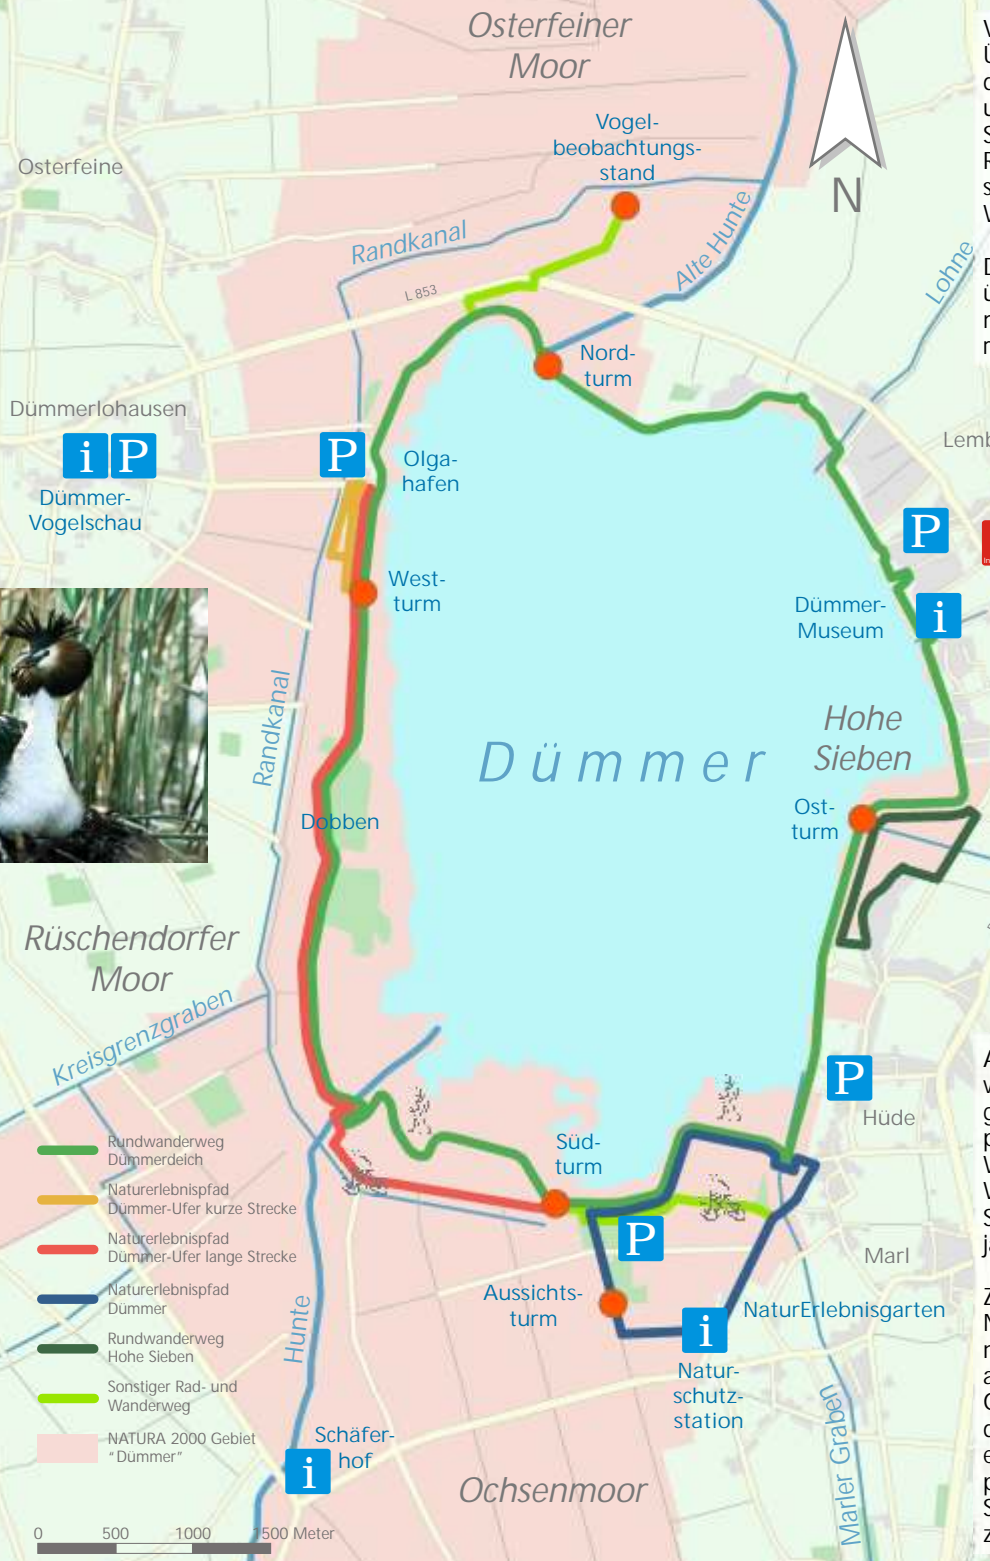 Osterfeiner
Moor
Vogel-
beobachtungs-
stand
Osterfeine
N
Randkanal
Alte Hunte
Lohne
L 853
Nord-
turm
Dümmerlohausen
i P
Dümmer-
Vogelschau
P
Olga-
hafen
West-
turm
P
Dümmer-
Museum
i
Randkanal
Hohe
Sieben
Dümmer
Ost-
turm
Dobben
Rüschendorfer
Moor
Kreisgrenzgraben
P
Hüde
Süd-
turm
P
Marl
Aussichts-
turm
NaturErlebnisgarten
i
Natur-
schutz-
station
Hunte
Marler Graben
Schäfer-
hof
i
Ochsenmoor
Rundwanderweg
Dümmerdeich
Naturerlebnispfad
Dümmer-Ufer kurze Strecke
Naturerlebnispfad
Dümmer-Ufer lange Strecke
Naturerlebnispfad
Dümmer
Rundwanderweg
Hohe Sieben
Sonstiger Rad- und
Wanderweg
NATURA 2000 Gebiet
"Dümmer"
0 500 1000 1500 Meter